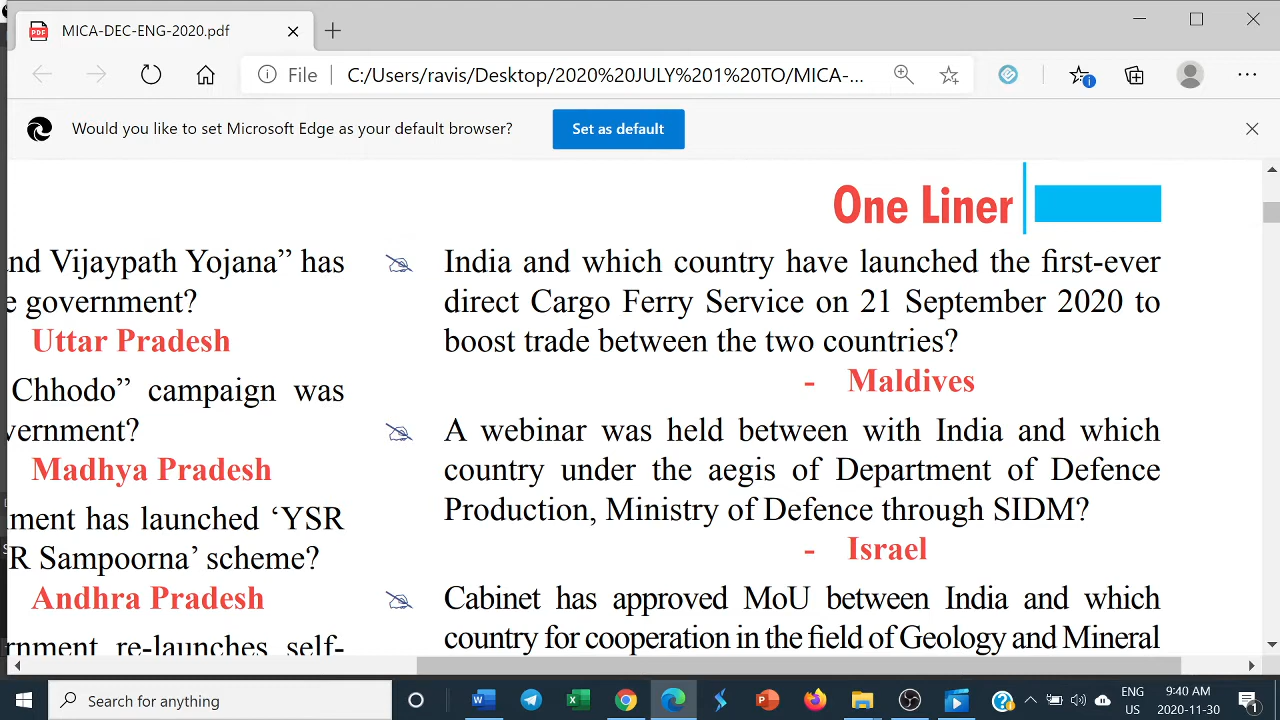 MICA-DEC-ENG-2020.pdf
File
C:/Users/ravis/Desktop/2020%20JULY%201%20TO/MICA-...
Would you like to set Microsoft Edge as your default browser?
Set as default
One Liner
nd Vijaypath Yojana” has
e government?
Uttar Pradesh
Chhodo” campaign was
vernment?
Madhya Pradesh
ment has launched ‘YSR
R Sampoorna’ scheme?
Andhra Pradesh
rnment re-launches self-
India and which country have launched the first-ever
direct Cargo Ferry Service on 21 September 2020 to
boost trade between the two countries?
- Maldives
A webinar was held between with India and which
country under the aegis of Department of Defence
Production, Ministry of Defence through SIDM?
- Israel
Cabinet has approved MoU between India and which
country for cooperation in the field of Geology and Mineral
Search for anything
ENG
US
9:40 AM
2020-11-30
1